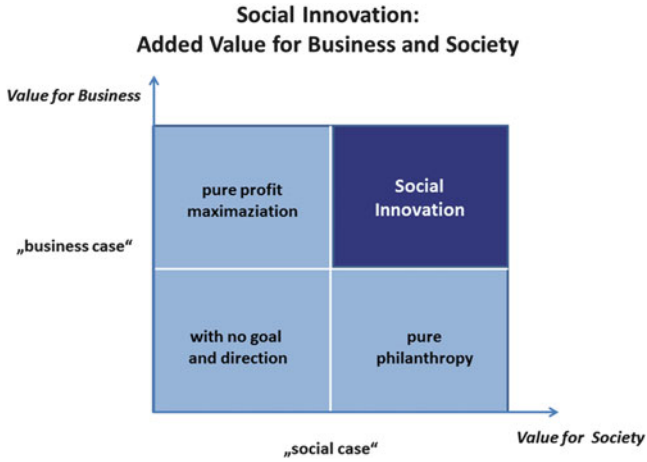 Social Innovation:
Added Value for Business and Society
Value for Business
pure profit
maximaziation
Social
Innovation
„business case“
with no goal
and direction
pure
philanthropy
„social case“
Value for Society